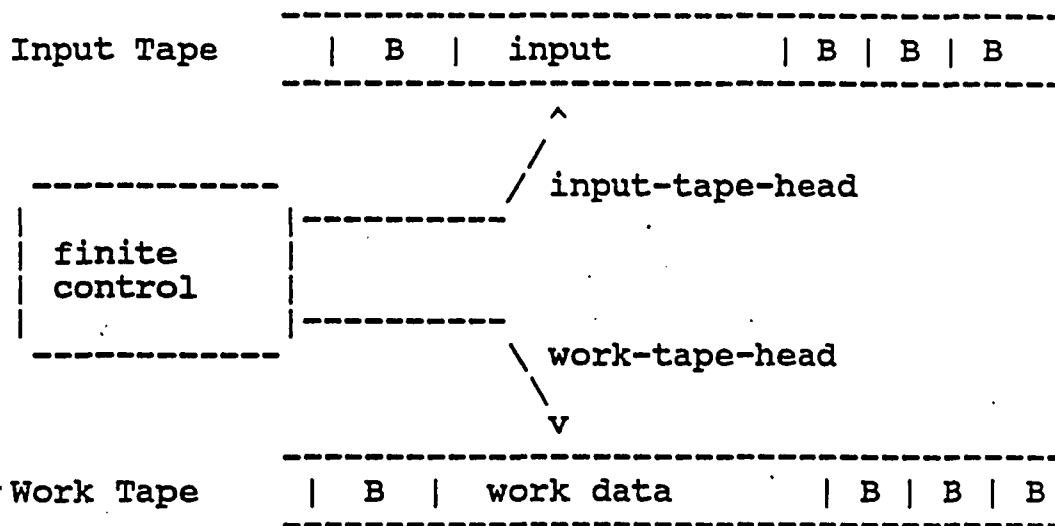 Input Tape | B | input | B | B | B
input-tape-head
finite
control
work-tape-head
Work Tape | B | work data | B | B | B